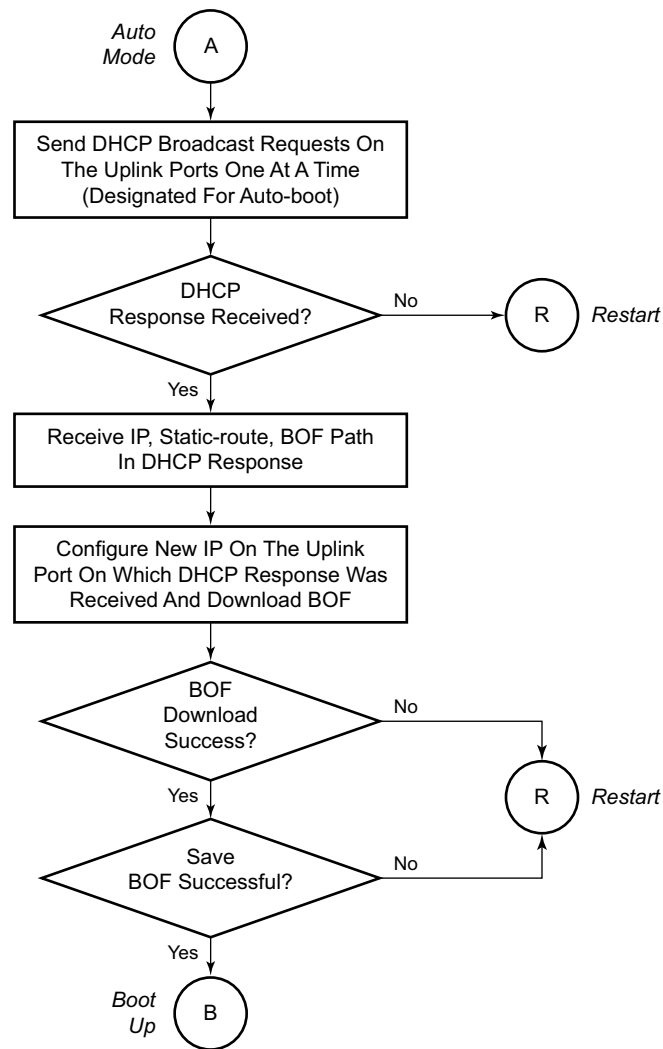 Auto
Mode
A
Send DHCP Broadcast Requests On
The Uplink Ports One At A Time
(Designated For Auto-boot)
DHCP
Response Received?
No
R
Restart
Yes
Receive IP, Static-route, BOF Path
In DHCP Response
Configure New IP On The Uplink
Port On Which DHCP Response Was
Received And Download BOF
BOF
Download
Success?
No
Yes
R
Restart
Save
BOF Successful?
No
Yes
Boot
Up
B